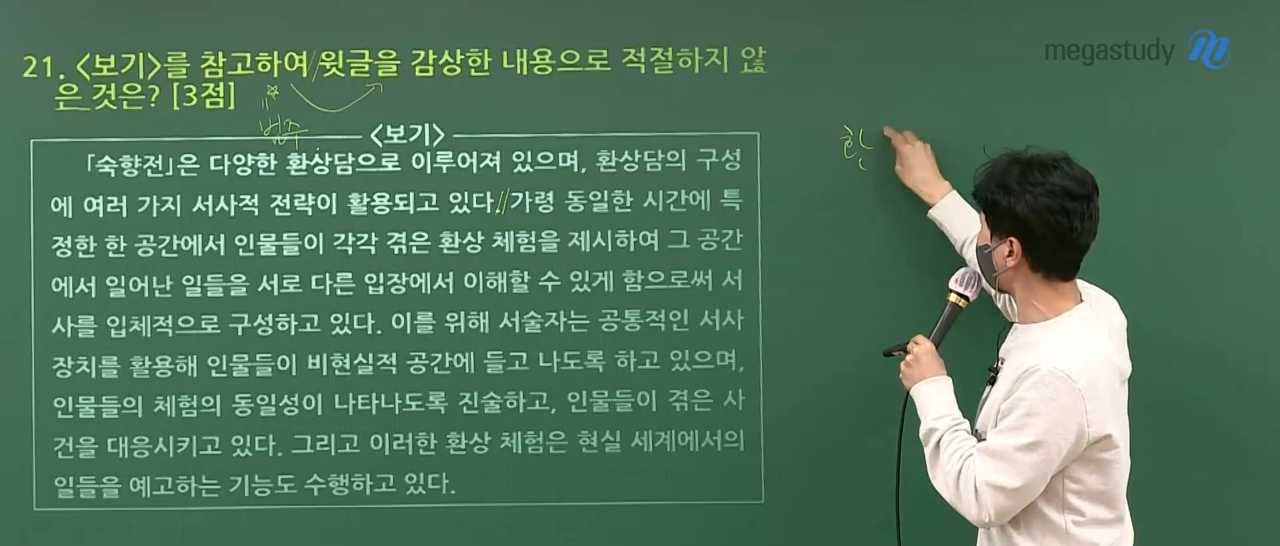 megastudy
21. <보기>를 참고하여 윗글을 감상한 내용으로 적절하지 않
은 것은? [3점]
범주
<보기>
「숙향전」은 다양한 환상담으로 이루어져 있으며, 환상담의 구성
에 여러 가지 서사적 전략이 활용되고 있다. 가령 동일한 시간에 특
정한 한 공간에서 인물들이 각각 겪은 환상 체험을 제시하여 그 공간
에서 일어난 일들을 서로 다른 입장에서 이해할 수 있게 함으로써 서
사를 입체적으로 구성하고 있다. 이를 위해 서술자는 공통적인 서사
장치를 활용해 인물들이 비현실적 공간에 들고 나도록 하고 있으며,
인물들의 체험의 동일성이 나타나도록 진술하고, 인물들이 겪은 사
건을 대응시키고 있다. 그리고 이러한 환상 체험은 현실 세계에서의
일들을 예고하는 기능도 수행하고 있다.